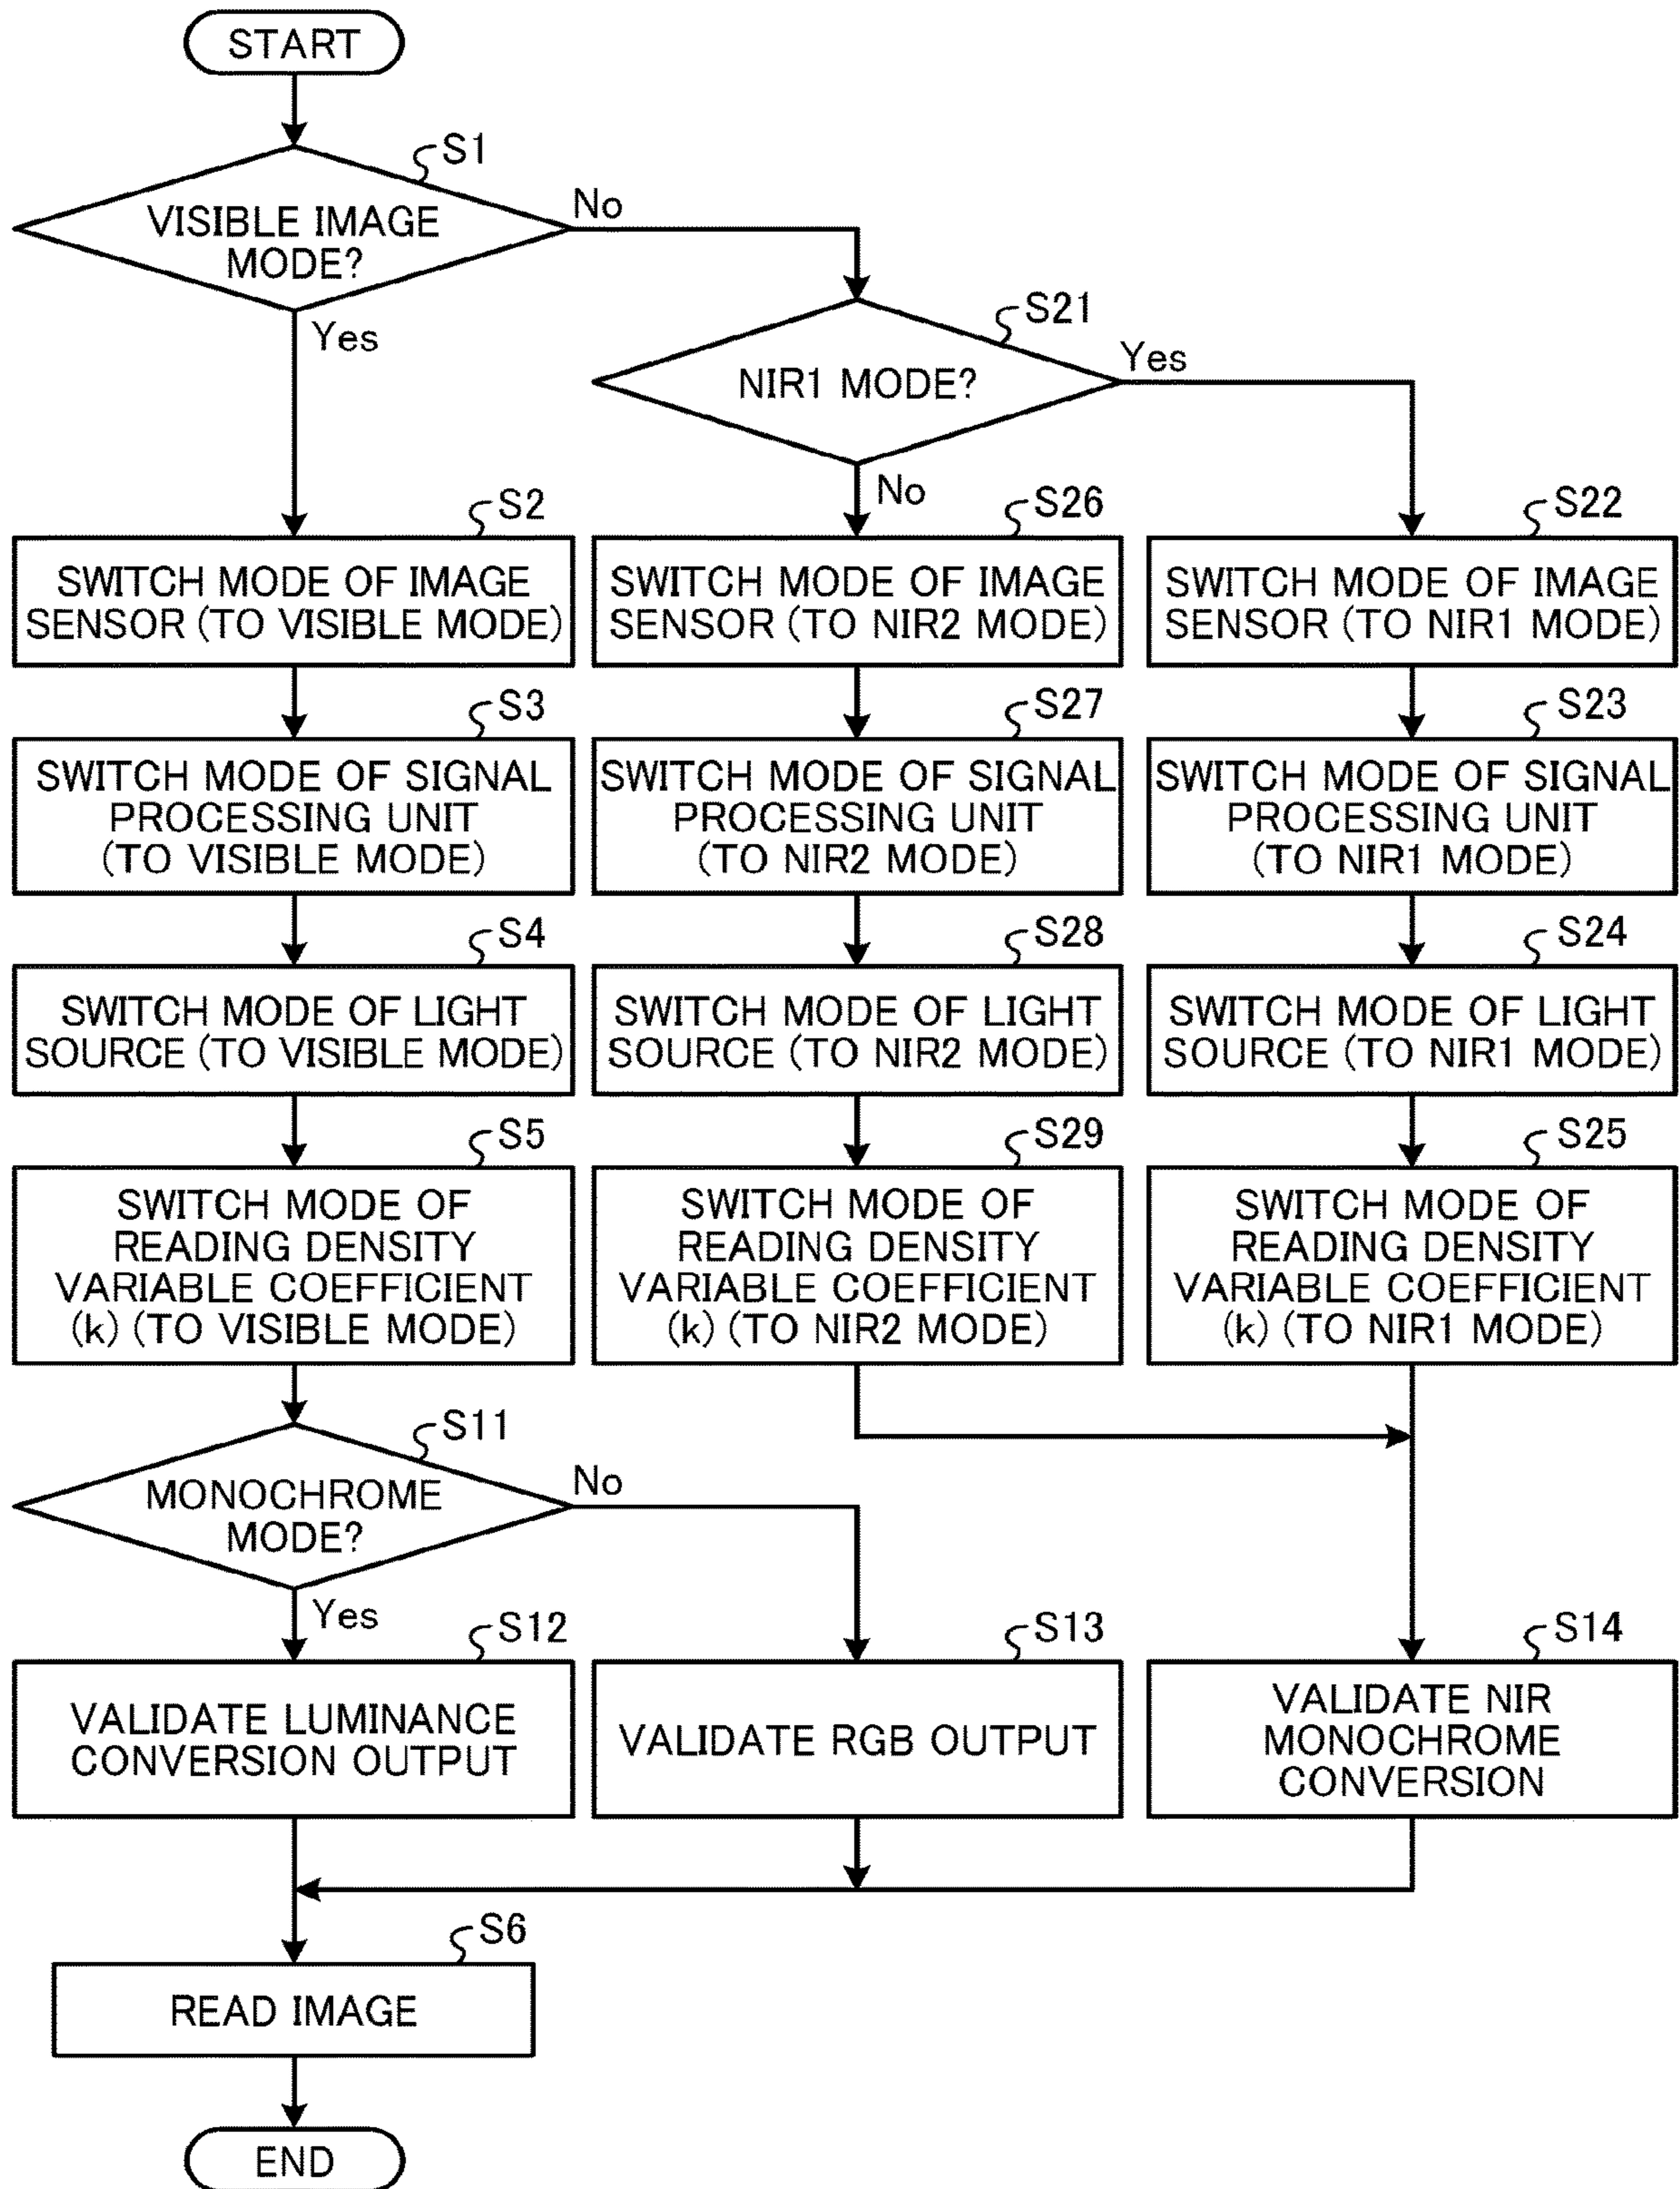 START
S1
VISIBLE IMAGE
MODE?
No
Yes
S21
NIR1 MODE?
Yes
No
S2
SWITCH MODE OF IMAGE
SENSOR (TO VISIBLE MODE)
S26
SWITCH MODE OF IMAGE
SENSOR (TO NIR2 MODE)
S22
SWITCH MODE OF IMAGE
SENSOR (TO NIR1 MODE)
S3
SWITCH MODE OF SIGNAL
PROCESSING UNIT
(TO VISIBLE MODE)
S27
SWITCH MODE OF SIGNAL
PROCESSING UNIT
(TO NIR2 MODE)
S23
SWITCH MODE OF SIGNAL
PROCESSING UNIT
(TO NIR1 MODE)
S4
SWITCH MODE OF LIGHT
SOURCE (TO VISIBLE MODE)
S28
SWITCH MODE OF LIGHT
SOURCE (TO NIR2 MODE)
S24
SWITCH MODE OF LIGHT
SOURCE (TO NIR1 MODE)
S5
SWITCH MODE OF
READING DENSITY
VARIABLE COEFFICIENT
(k) (TO VISIBLE MODE)
S29
SWITCH MODE OF
READING DENSITY
VARIABLE COEFFICIENT
(k) (TO NIR2 MODE)
S25
SWITCH MODE OF
READING DENSITY
VARIABLE COEFFICIENT
(k) (TO NIR1 MODE)
S11
MONOCHROME
MODE?
No
Yes
S12
VALIDATE LUMINANCE
CONVERSION OUTPUT
S13
VALIDATE RGB OUTPUT
S14
VALIDATE NIR
MONOCHROME
CONVERSION
S6
READ IMAGE
END